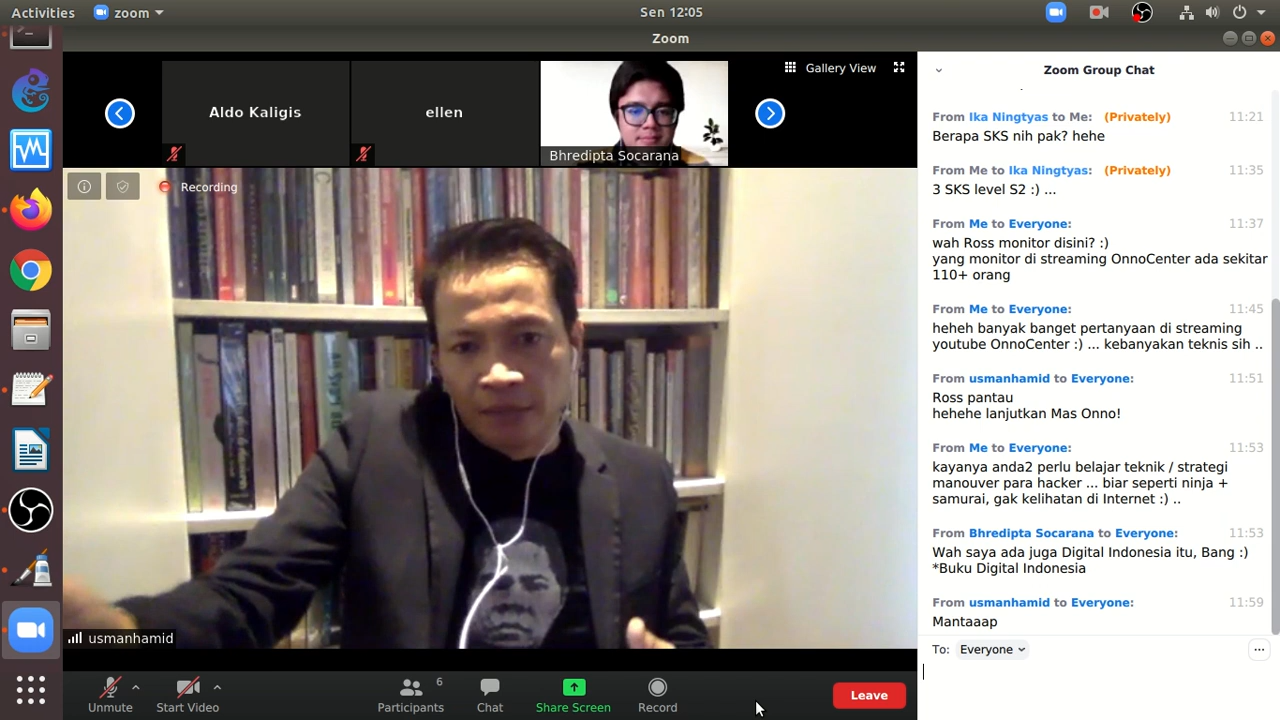 Activities
zoom
Sen 12:05
Zoom
Aldo Kaligis
ellen
Bhredipta Socarana
Gallery View
Recording
usmanhamid
Unmute
Start Video
Participants
6
Chat
Share Screen
Record
Leave
Zoom Group Chat
From Ika Ningtyas to Me: (Privately) 11:21
Berapa SKS nih pak? hehe
From Me to Ika Ningtyas: (Privately) 11:35
3 SKS level S2 :) ...
From Me to Everyone: 11:37
wah Ross monitor disini? :)
yang monitor di streaming OnnoCenter ada sekitar
110+ orang
From Me to Everyone: 11:45
heheh banyak banget pertanyaan di streaming
youtube OnnoCenter :) ... kebanyakan teknis sih ..
From usmanhamid to Everyone: 11:51
Ross pantau
hehehe lanjutkan Mas Onno!
From Me to Everyone: 11:53
kayanya anda2 perlu belajar teknik / strategi
manouver para hacker ... biar seperti ninja +
samurai, gak kelihatan di Internet :) ..
From Bhredipta Socarana to Everyone: 11:53
Wah saya ada juga Digital Indonesia itu, Bang :)
*Buku Digital Indonesia
From usmanhamid to Everyone: 11:59
Mantaaap
To: Everyone